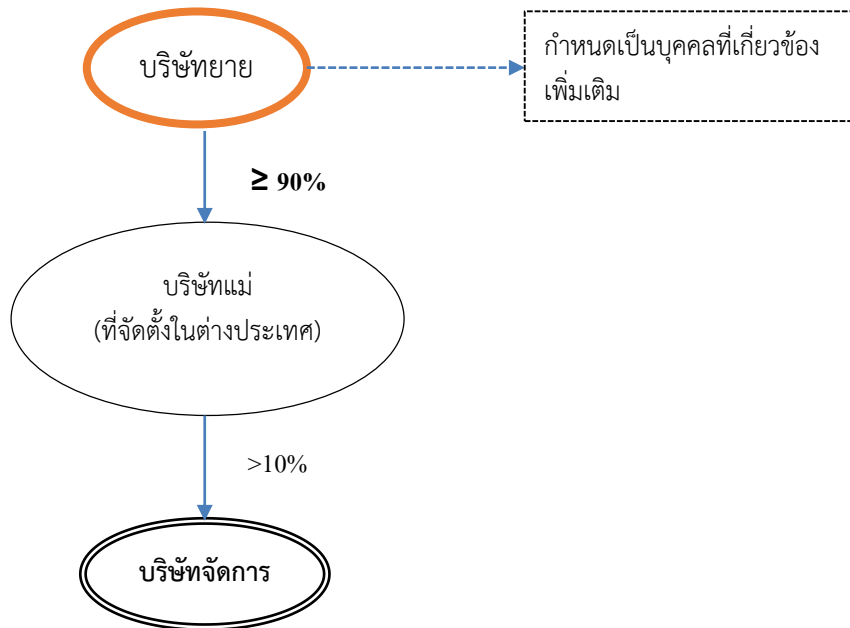 บริษัทยาย
กำหนดเป็นบุคคลที่เกี่ยวข้อง
เพิ่มเติม
≥ 90%
บริษัทแม่
(ที่จัดตั้งในต่างประเทศ)
>10%
บริษัทจัดการ